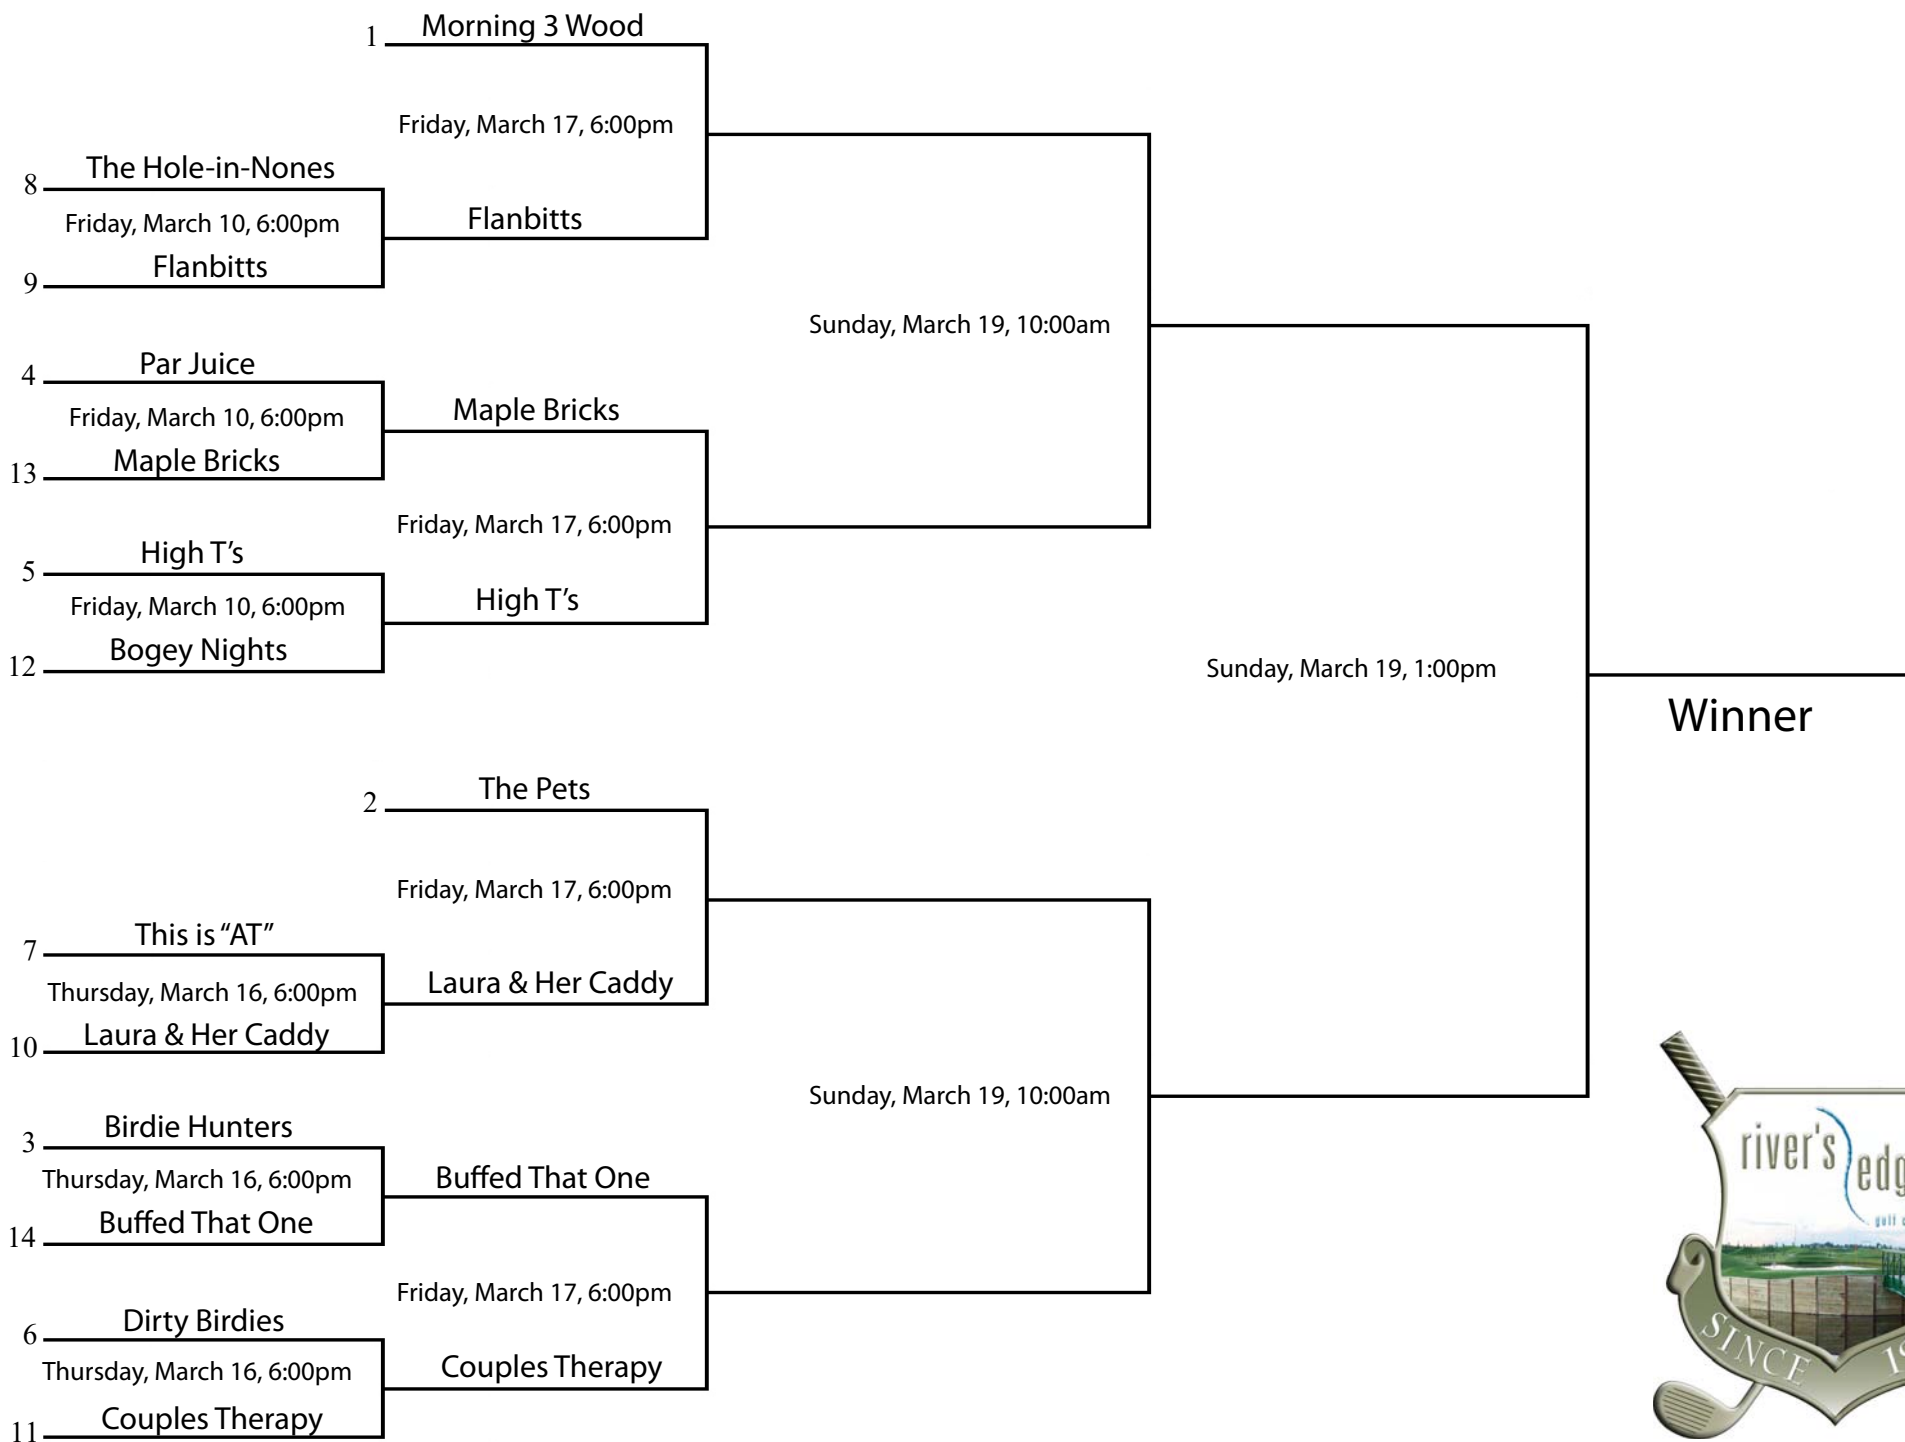 1 Morning 3 Wood
Friday, March 17, 6:00pm
8 The Hole-in-Nones
Friday, March 10, 6:00pm
Flanbitts
9 Flanbitts
Sunday, March 19, 10:00am
4 Par Juice
Friday, March 10, 6:00pm
Maple Bricks
13 Maple Bricks
Friday, March 17, 6:00pm
5 High T’s
Friday, March 10, 6:00pm
High T’s
12 Bogey Nights
Sunday, March 19, 1:00pm
Winner
2 The Pets
Friday, March 17, 6:00pm
7 This is “AT”
Thursday, March 16, 6:00pm
Laura & Her Caddy
10 Laura & Her Caddy
Sunday, March 19, 10:00am
3 Birdie Hunters
Thursday, March 16, 6:00pm
Buffed That One
14 Buffed That One
Friday, March 17, 6:00pm
6 Dirty Birdies
Thursday, March 16, 6:00pm
Couples Therapy
11 Couples Therapy
river's
edg
golf
SINCE